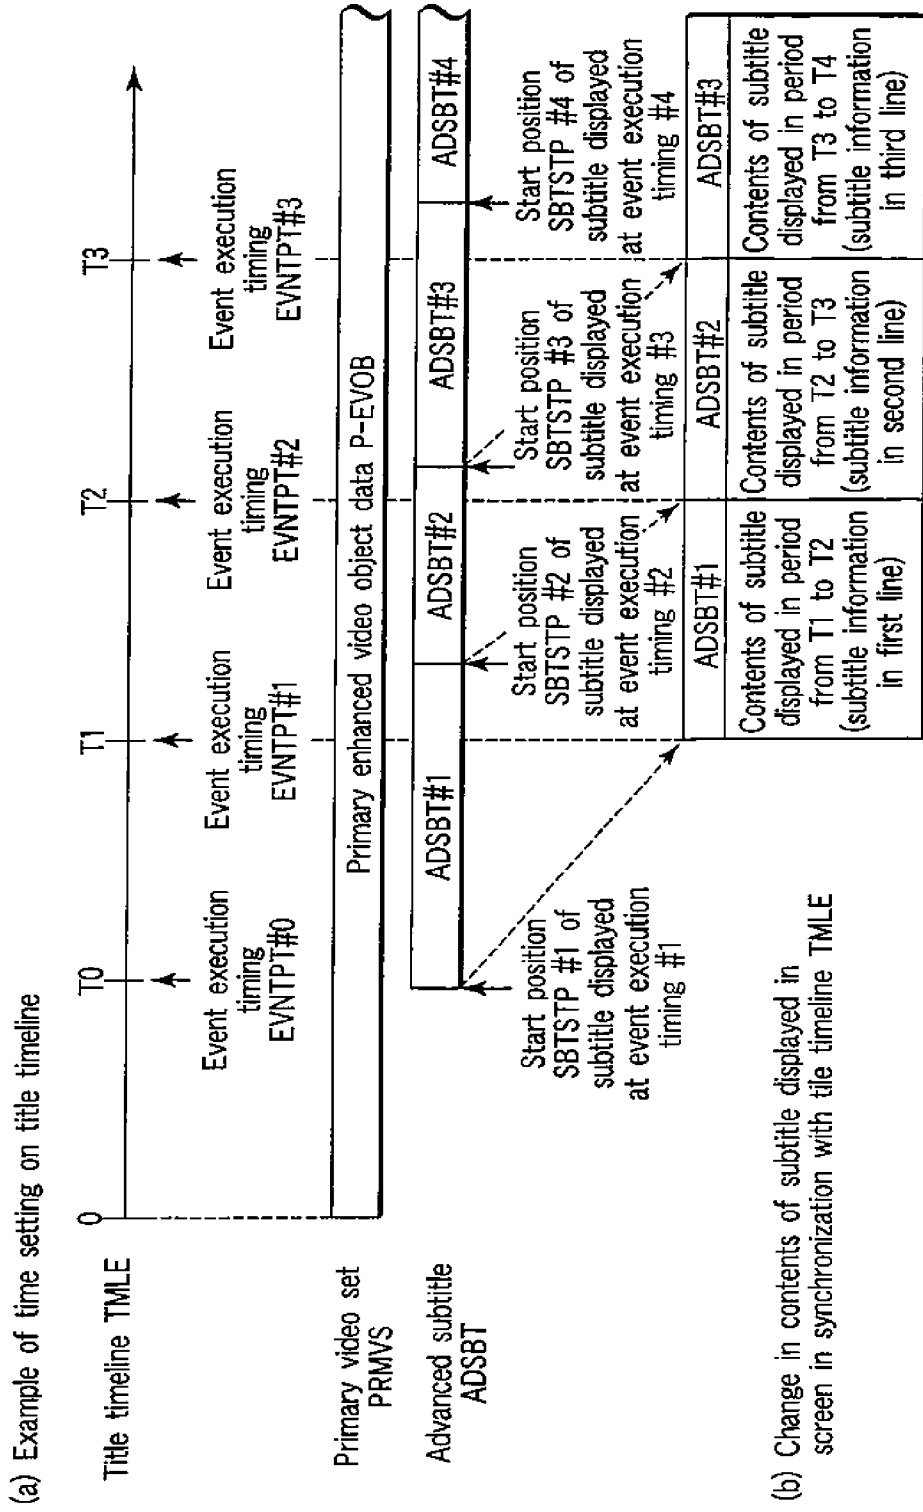 (a) Example of time setting on title timeline
Title timeline TMLE
0
T0
T1
T2
T3
Event execution
timing
EVNTPT#0
Event execution
timing
EVNTPT#1
Event execution
timing
EVNTPT#2
Event execution
timing
EVNTPT#3
Primary video set
PRMVS
Primary enhanced video object data P-EVOB
Advanced subtitle
ADSBT
ADSBT#1
ADSBT#2
ADSBT#3
ADSBT#4
Start position
SBTSTP #1 of
subtitle displayed
at event execution
timing #1
Start position
SBTSTP #2 of
subtitle displayed
at event execution
timing #2
Start position
SBTSTP #3 of
subtitle displayed
at event execution
timing #3
Start position
SBTSTP #4 of
subtitle displayed
at event execution
timing #4
ADSBT#1
ADSBT#2
ADSBT#3
Contents of subtitle
displayed in period
from T1 to T2
(subtitle information
in first line)
Contents of subtitle
displayed in period
from T2 to T3
(subtitle information
in second line)
Contents of subtitle
displayed in period
from T3 to T4
(subtitle information
in third line)
(b) Change in contents of subtitle displayed in
screen in synchronization with tile timeline TMLE